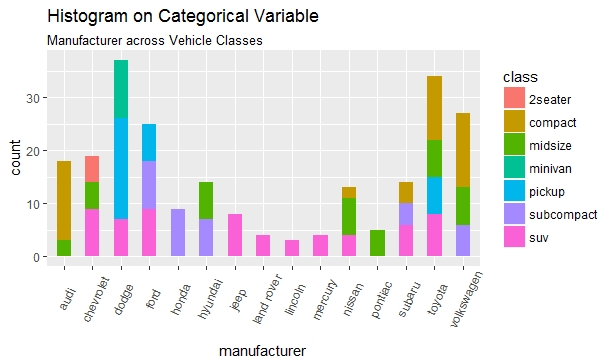 Histogram on Categorical Variable
Manufacturer across Vehicle Classes
count
30
20
10
0
audi
chevrolet
dodge
ford
honda
hyundai
jeep
land rover
lincoln
mercury
nissan
pontiac
subaru
toyota
volkswagen
manufacturer
class
2seater
compact
midsize
minivan
pickup
subcompact
suv